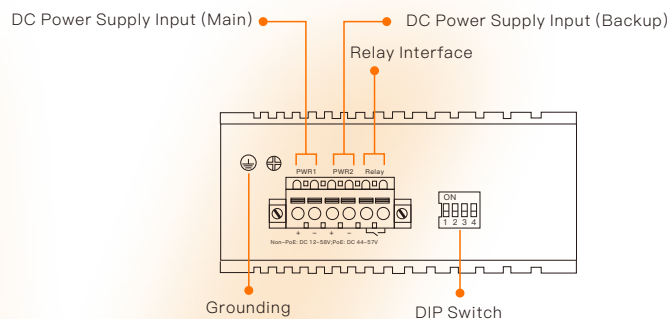 DC Power Supply Input (Main)
DC Power Supply Input (Backup)
Relay Interface
PWR1
PWR2
Relay
ON
1 2 3 4
+ − + −
Non-PoE: DC 12-58V;PoE: DC 44-57V
Grounding
DIP Switch